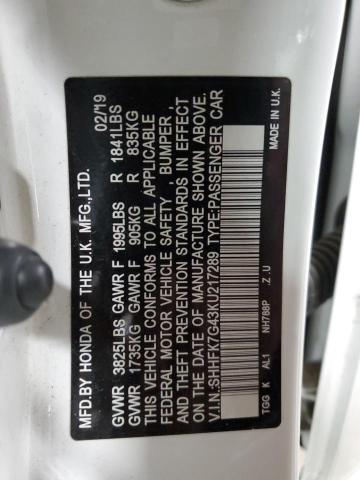 MFD.BY HONDA OF THE U.K. MFG.,LTD. 02/19
GVWR 3825LBS GAWR F 1995LBS R 1841LBS
GVWR 1735KG GAWR F 905KG R 835KG
THIS VEHICLE CONFORMS TO ALL APPLICABLE
FEDERAL MOTOR VEHICLE SAFETY, BUMPER,
AND THEFT PREVENTION STANDARDS IN EFFECT
ON THE DATE OF MANUFACTURE SHOWN ABOVE.
V.I.N.:SHHFK7G43KU217289 TYPE:PASSENGER CAR
TGG K AL1 NH788P .Z .U MADE IN U.K.